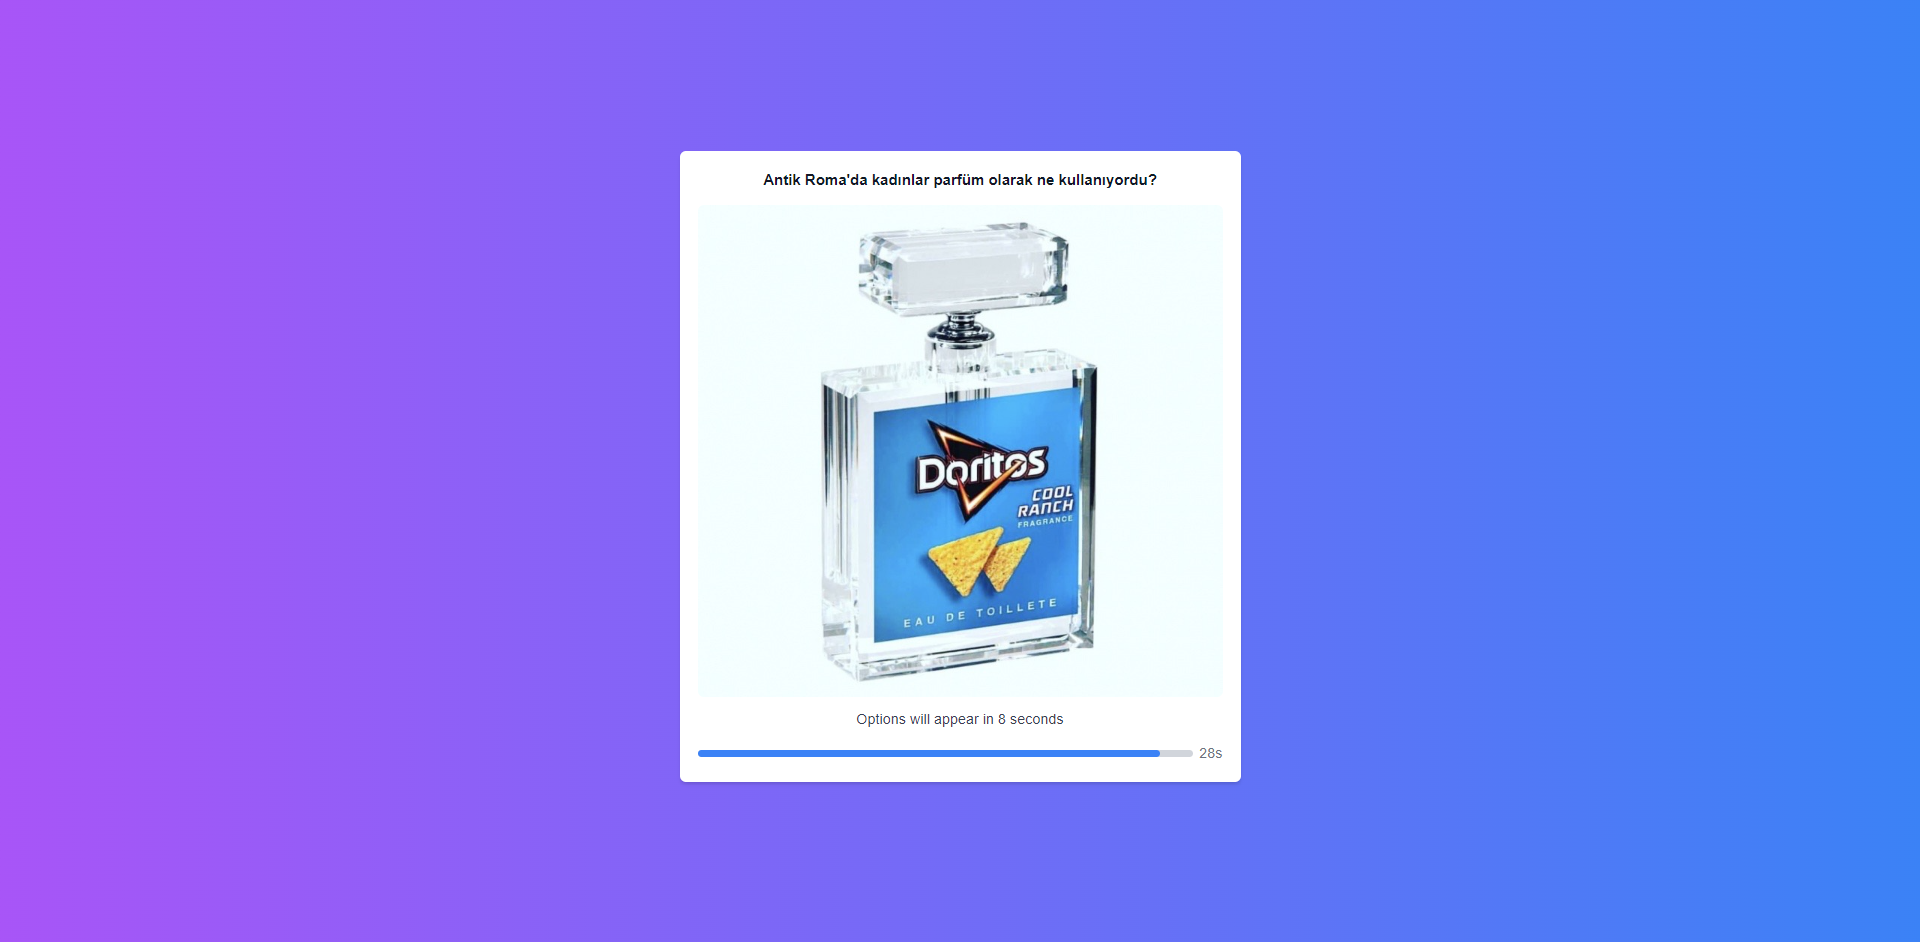 Antik Roma'da kadınlar parfüm olarak ne kullanıyordu?
Doritos
COOL
RANCH
FRAGRANCE
EAU DE TOILLETE
Options will appear in 8 seconds
28s